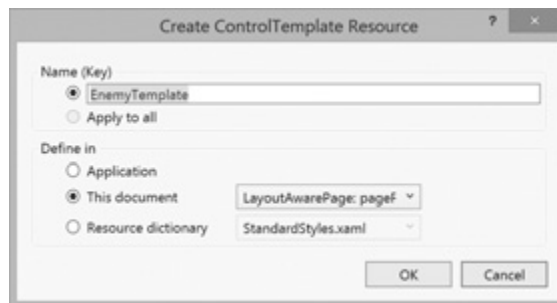 Create ControlTemplate Resource ? ×
Name (Key)
EnemyTemplate
Apply to all
Define in
Application
This document LayoutAwarePage: pageF
Resource dictionary StandardStyles.xaml
OK Cancel